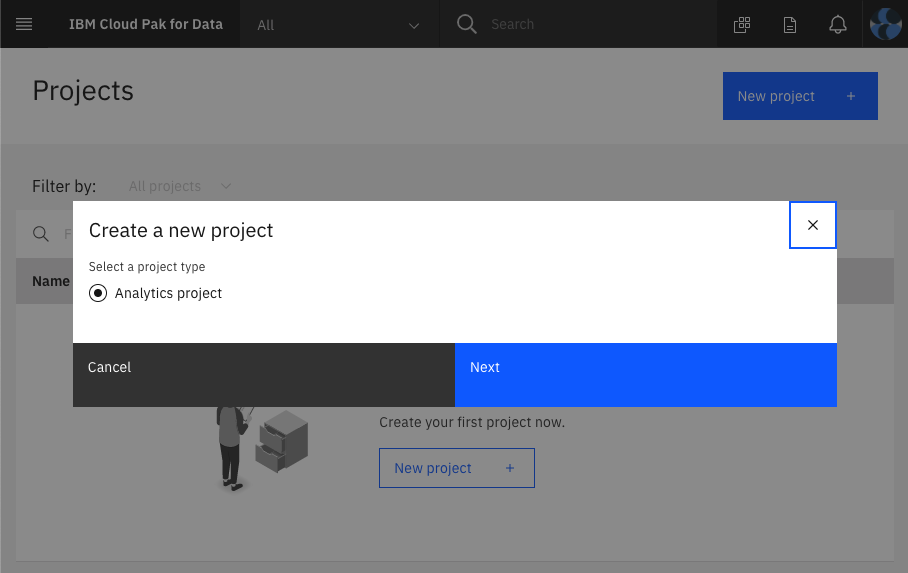 IBM Cloud Pak for Data
All
Search
Projects
New project +
Filter by:
All projects
Create a new project
Select a project type
Analytics project
Name
Cancel
Next
Create your first project now.
New project +